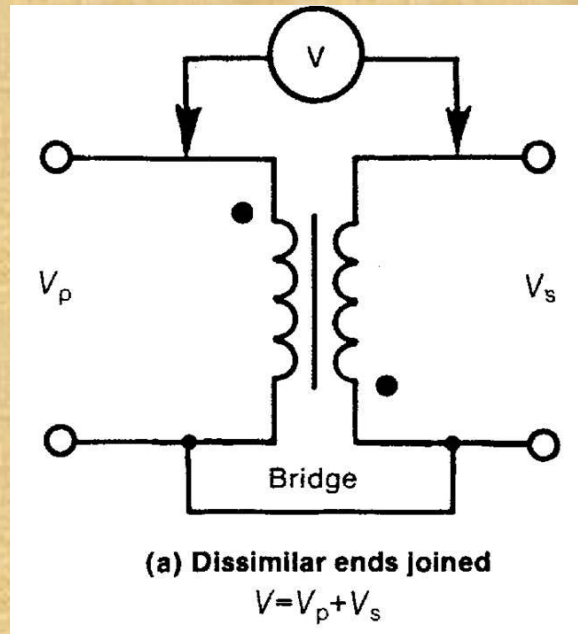 V
Vₚ
Vₛ
Bridge
(a) Dissimilar ends joined
V=Vₚ+Vₛ